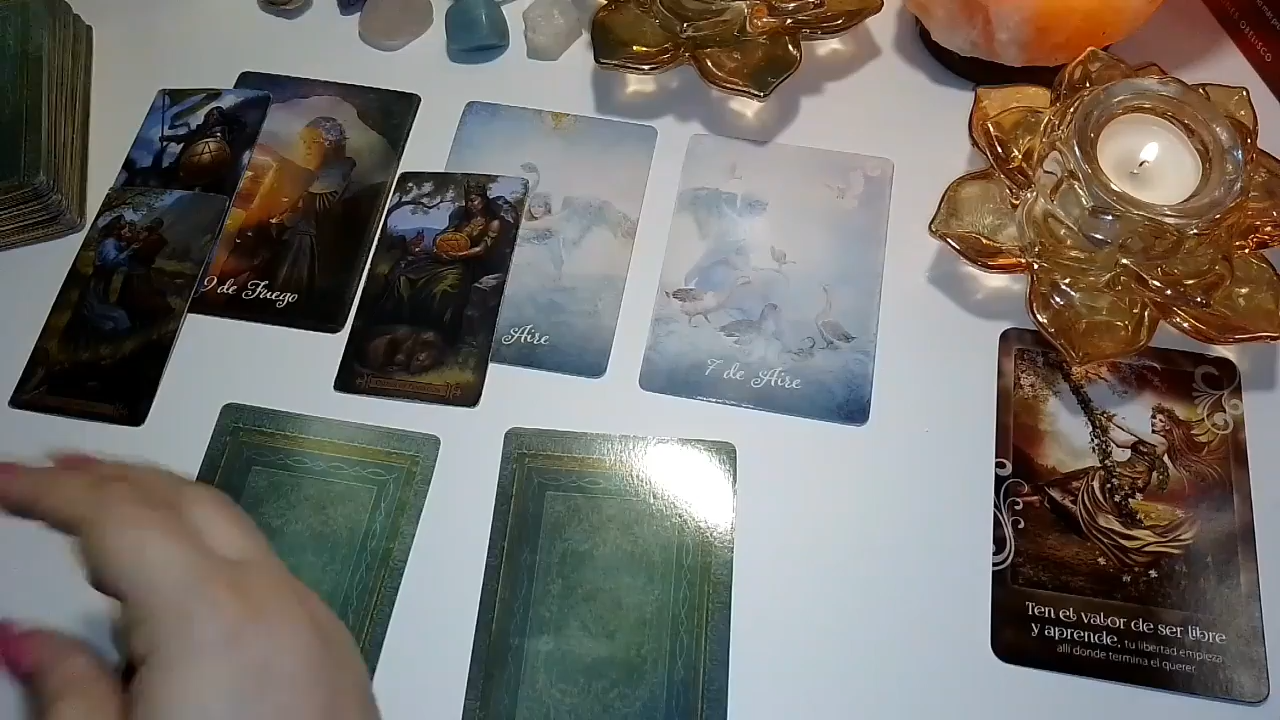 OBELISCO
9 de Fuego
Aire
7 de Aire
Ten el valor de ser libre
y aprende, tu libertad empieza
allí donde termina el querer